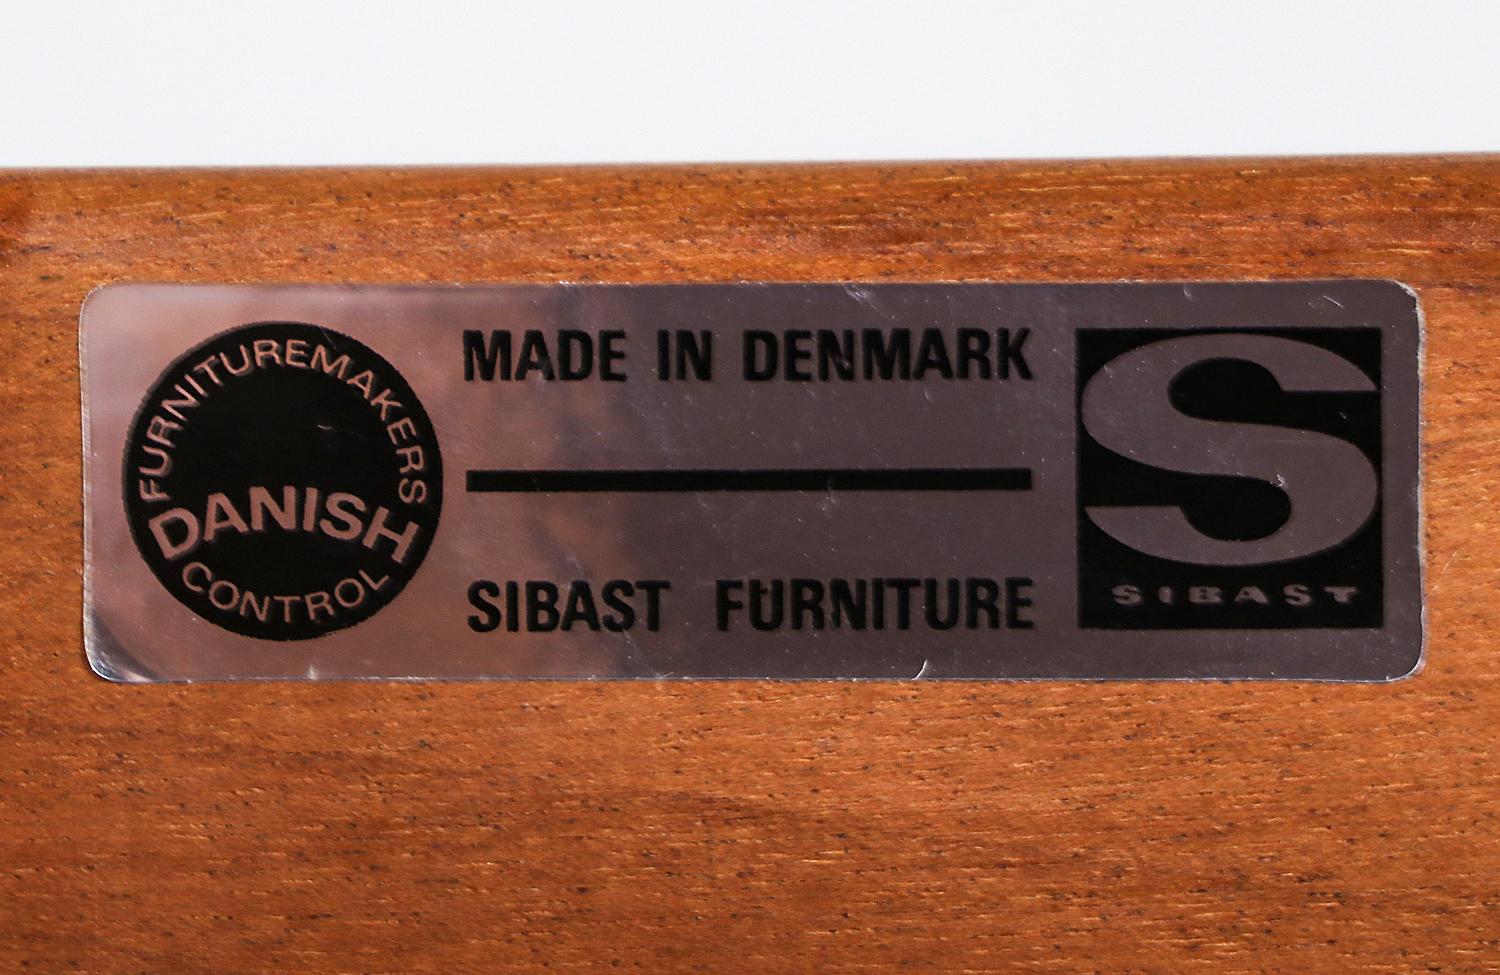 FURNITUREMAKERS
DANISH
CONTROL
MADE IN DENMARK
SIBAST FURNITURE
S
SIBAST